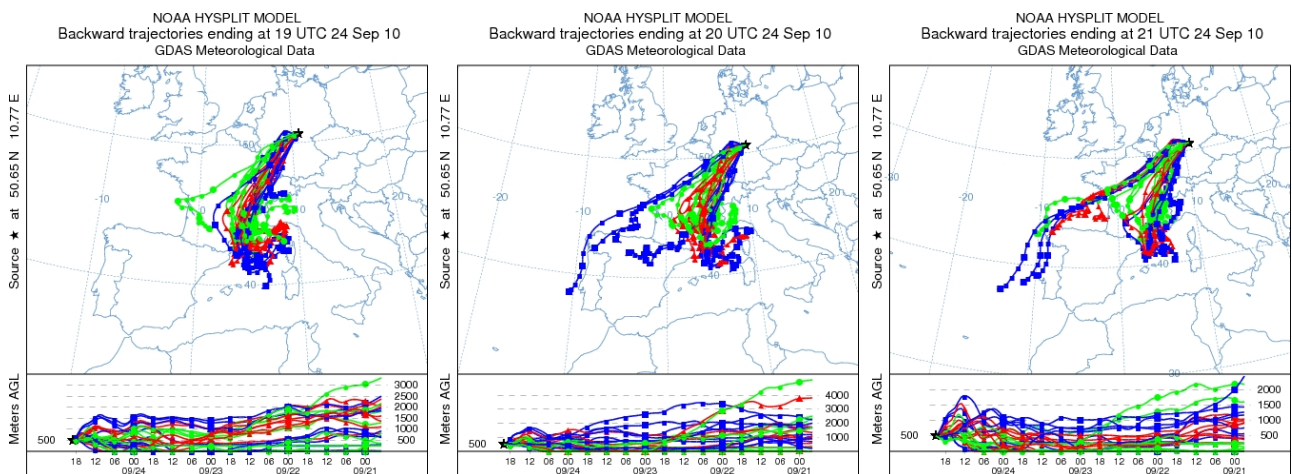 NOAA HYSPLIT MODEL
Backward trajectories ending at 19 UTC 24 Sep 10
GDAS Meteorological Data
Source ★ at 50.65 N 10.77 E
-10
0
40
Meters AGL
500
3000
2500
2000
1500
1000
500
18 12 06 00 18 12 06 00 18 12 06 00 18 12 06 00
09/24 09/23 09/22 09/21
NOAA HYSPLIT MODEL
Backward trajectories ending at 20 UTC 24 Sep 10
GDAS Meteorological Data
Source ★ at 50.65 N 10.77 E
-20
-10
20
40
Meters AGL
500
4000
3000
2000
1000
18 12 06 00 18 12 06 00 18 12 06 00 18 12 06 00
09/24 09/23 09/22 09/21
NOAA HYSPLIT MODEL
Backward trajectories ending at 21 UTC 24 Sep 10
GDAS Meteorological Data
Source ★ at 50.65 N 10.77 E
-30
-20
20
40
30
Meters AGL
500
2000
1500
1000
500
18 12 06 00 18 12 06 00 18 12 06 00 18 12 06 00
09/24 09/23 09/22 09/21